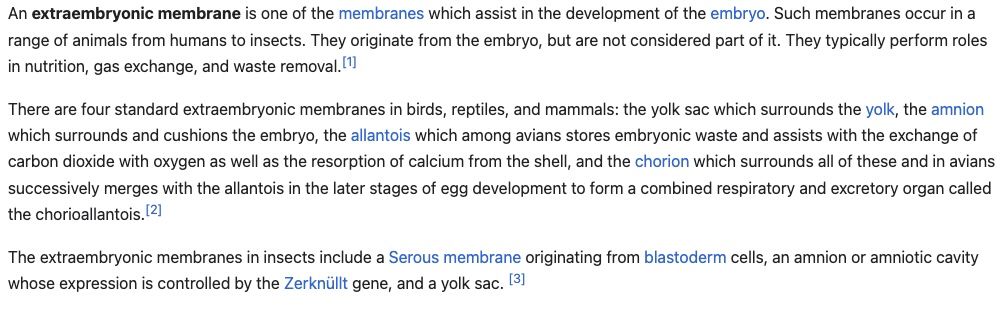 An extraembryonic membrane is one of the membranes which assist in the development of the embryo. Such membranes occur in a
range of animals from humans to insects. They originate from the embryo, but are not considered part of it. They typically perform roles
in nutrition, gas exchange, and waste removal.[1]
There are four standard extraembryonic membranes in birds, reptiles, and mammals: the yolk sac which surrounds the yolk, the amnion
which surrounds and cushions the embryo, the allantois which among avians stores embryonic waste and assists with the exchange of
carbon dioxide with oxygen as well as the resorption of calcium from the shell, and the chorion which surrounds all of these and in avians
successively merges with the allantois in the later stages of egg development to form a combined respiratory and excretory organ called
the chorioallantois.[2]
The extraembryonic membranes in insects include a Serous membrane originating from blastoderm cells, an amnion or amniotic cavity
whose expression is controlled by the Zerknüllt gene, and a yolk sac. [3]